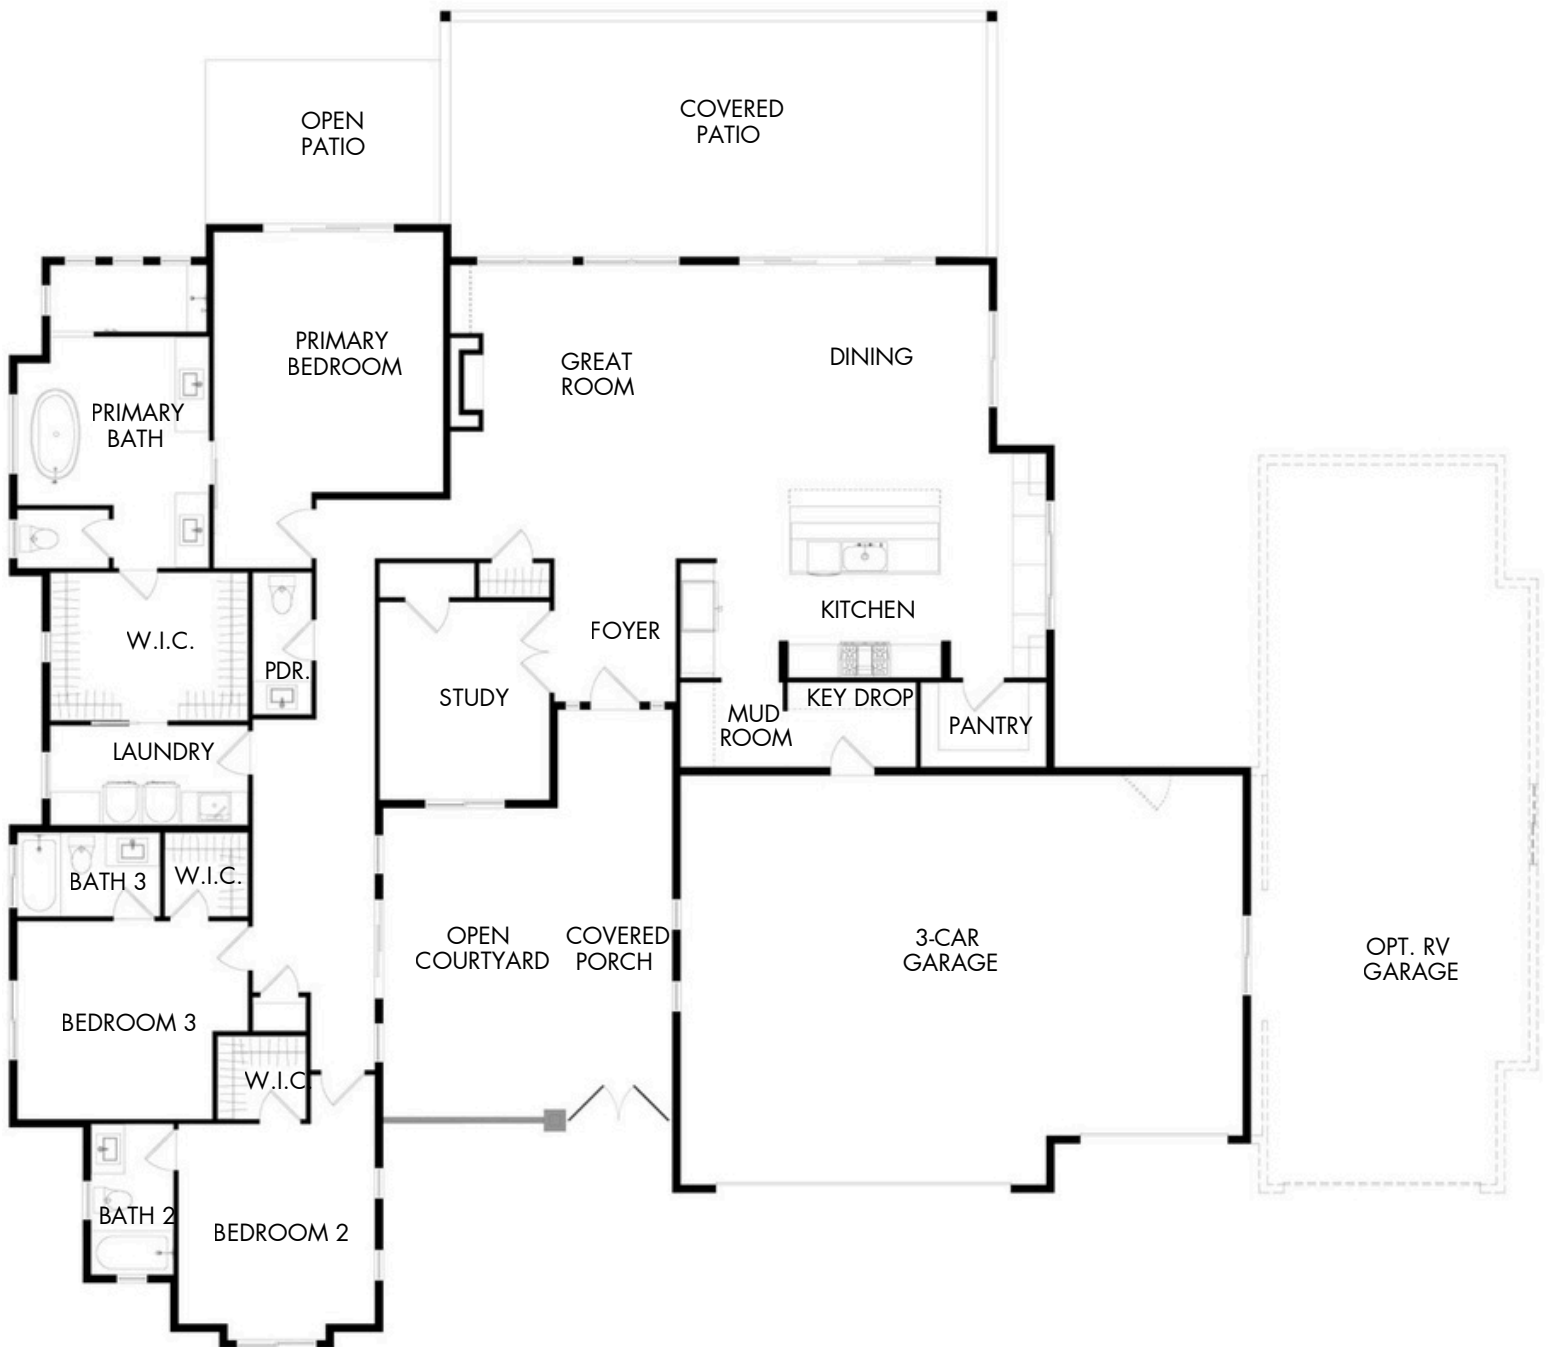 OPEN
PATIO
COVERED
PATIO
PRIMARY
BEDROOM
GREAT
ROOM
DINING
PRIMARY
BATH
KITCHEN
FOYER
W.I.C.
PDR.
STUDY
KEY DROP
MUD
ROOM
PANTRY
LAUNDRY
BATH 3
W.I.C.
OPEN
COURTYARD
COVERED
PORCH
3-CAR
GARAGE
OPT. RV
GARAGE
BEDROOM 3
W.I.C.
BATH 2
BEDROOM 2